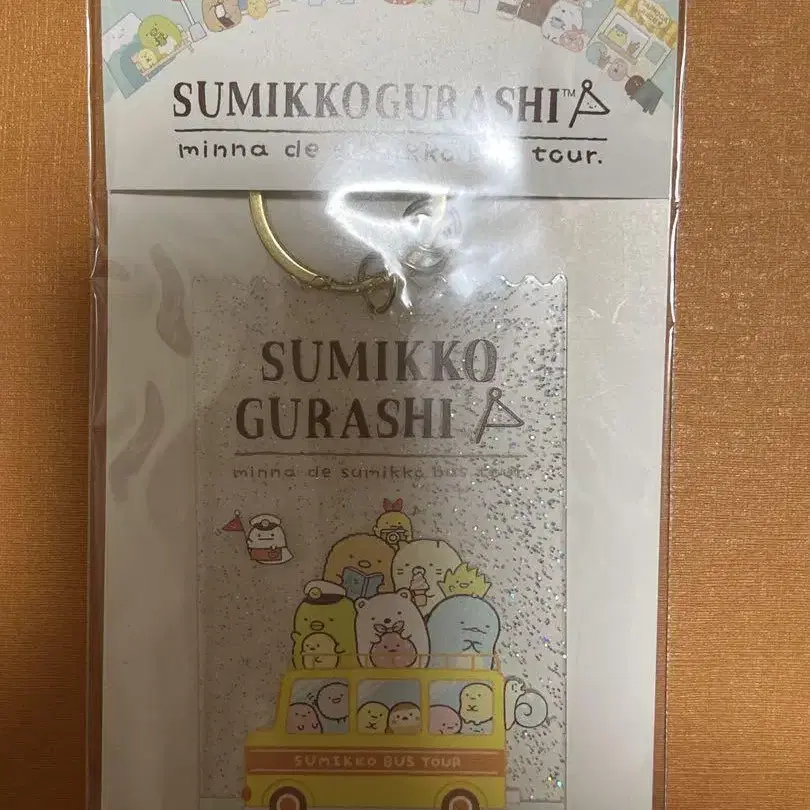 SUMIKKOGURASHI™
minna de sumikko bus tour.
SUMIKKO
GURASHI
minna de sumikko bus tour.
SUMIKKO BUS TOUR